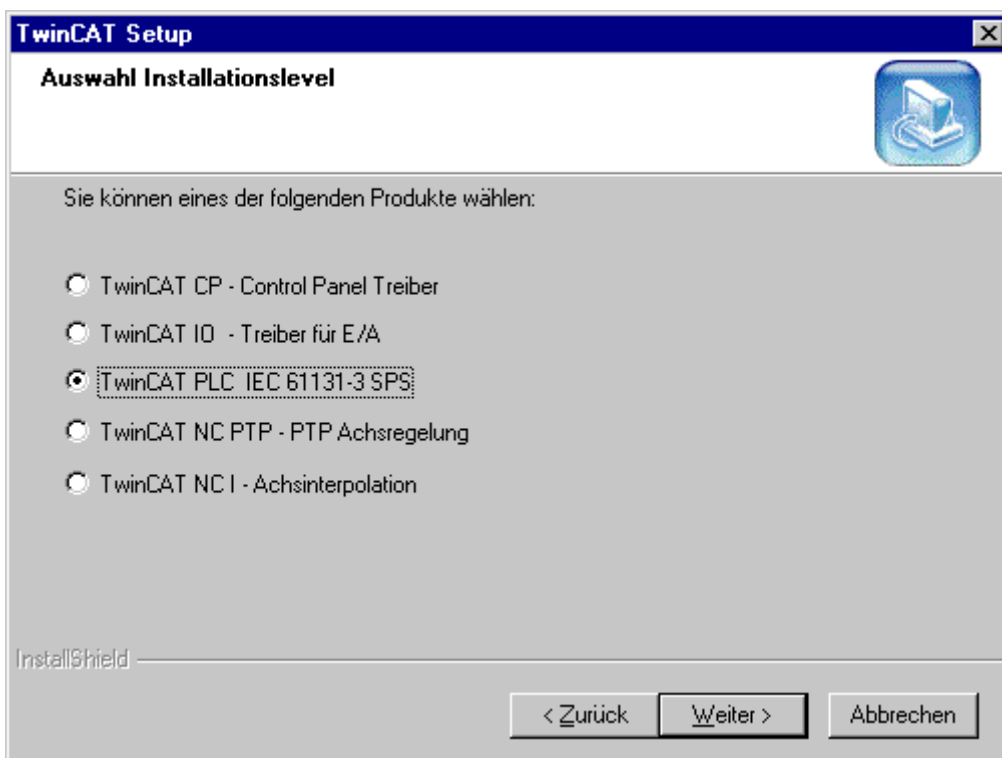 TwinCAT Setup
Auswahl Installationslevel
Sie können eines der folgenden Produkte wählen:
TwinCAT CP - Control Panel Treiber
TwinCAT IO - Treiber für E/A
TwinCAT PLC IEC 61131-3 SPS
TwinCAT NC PTP - PTP Achsregelung
TwinCAT NC I - Achsinterpolation
InstallShield
< Zurück Weiter > Abbrechen